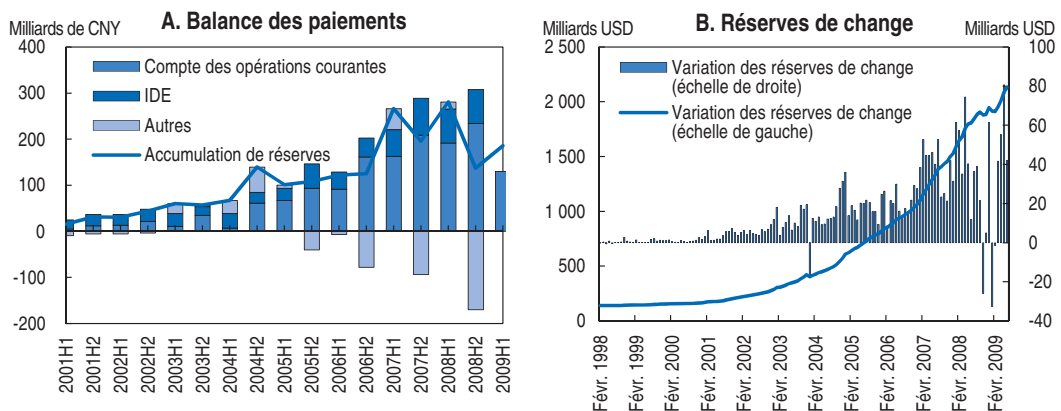 A. Balance des paiements
Milliards de CNY
400
300
200
100
0
-100
-200
Compte des opérations courantes
IDE
Autres
Accumulation de réserves
2001H1
2001H2
2002H1
2002H2
2003H1
2003H2
2004H1
2004H2
2005H1
2005H2
2006H1
2006H2
2007H1
2007H2
2008H1
2008H2
2009H1
B. Réserves de change
Milliards USD
Milliards USD
2 500
2 000
1 500
1 000
500
0
Variation des réserves de change
(échelle de droite)
Variation des réserves de change
(échelle de gauche)
100
80
60
40
20
0
-20
-40
Févr. 1998
Févr. 1999
Févr. 2000
Févr. 2001
Févr. 2002
Févr. 2003
Févr. 2004
Févr. 2005
Févr. 2006
Févr. 2007
Févr. 2008
Févr. 2009